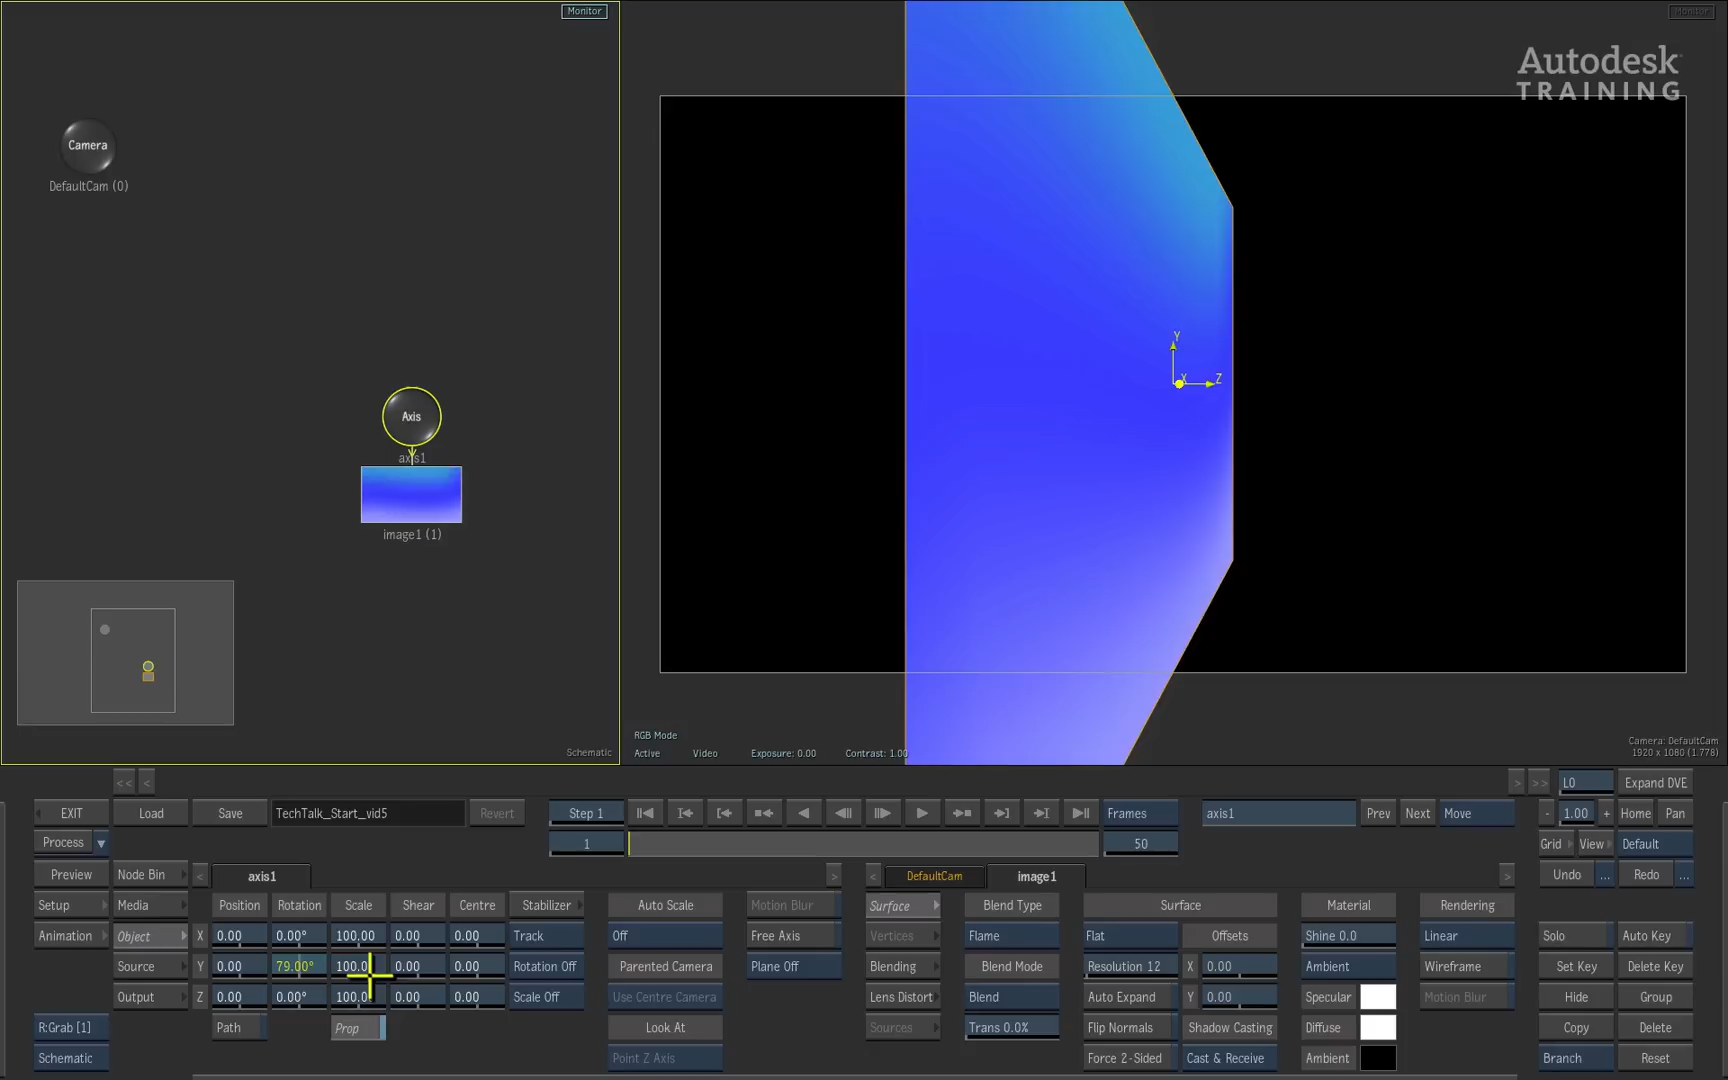 Monitor
Monitor
Autodesk
TRAINING
Camera
DefaultCam (0)
Y
X Z
Axis
axis1
image1 (1)
RGB Mode
Active Video Exposure: 0.00 Contrast: 1.00
Schematic
Camera: DefaultCam
1920 x 1080 (1.778)
<< < > >> L0 Expand DVE
EXIT Load Save TechTalk_Start_vid5 Revert Step 1 Frames axis1 Prev Next Move - 1.00 + Home Pan
Process 1 50 Grid View Default
Preview Node Bin < axis1 > < DefaultCam image1 > Undo ... Redo ...
Setup Media Position Rotation Scale Shear Centre Stabilizer Auto Scale Motion Blur Surface Blend Type Surface Material Rendering
Animation Object X 0.00 0.00° 100.00 0.00 0.00 Track Off Free Axis Vertices Flame Flat Offsets Shine 0.0 Linear Solo Auto Key
Source Y 0.00 79.00° 100.0 0.00 0.00 Rotation Off Parented Camera Plane Off Blending Blend Mode Resolution 12 X 0.00 Ambient Wireframe Set Key Delete Key
Output Z 0.00 0.00° 100.0 0.00 0.00 Scale Off Use Centre Camera Lens Distort Blend Auto Expand Y 0.00 Specular Motion Blur Hide Group
R:Grab [1] Path Prop Look At Sources Trans 0.0% Flip Normals Shadow Casting Diffuse Copy Delete
Schematic Point Z Axis Force 2-Sided Cast & Receive Ambient Branch Reset